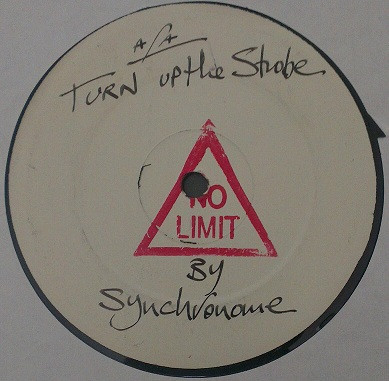 A/A
TURN up the Strobe
NO
LIMIT
By
Synchronome